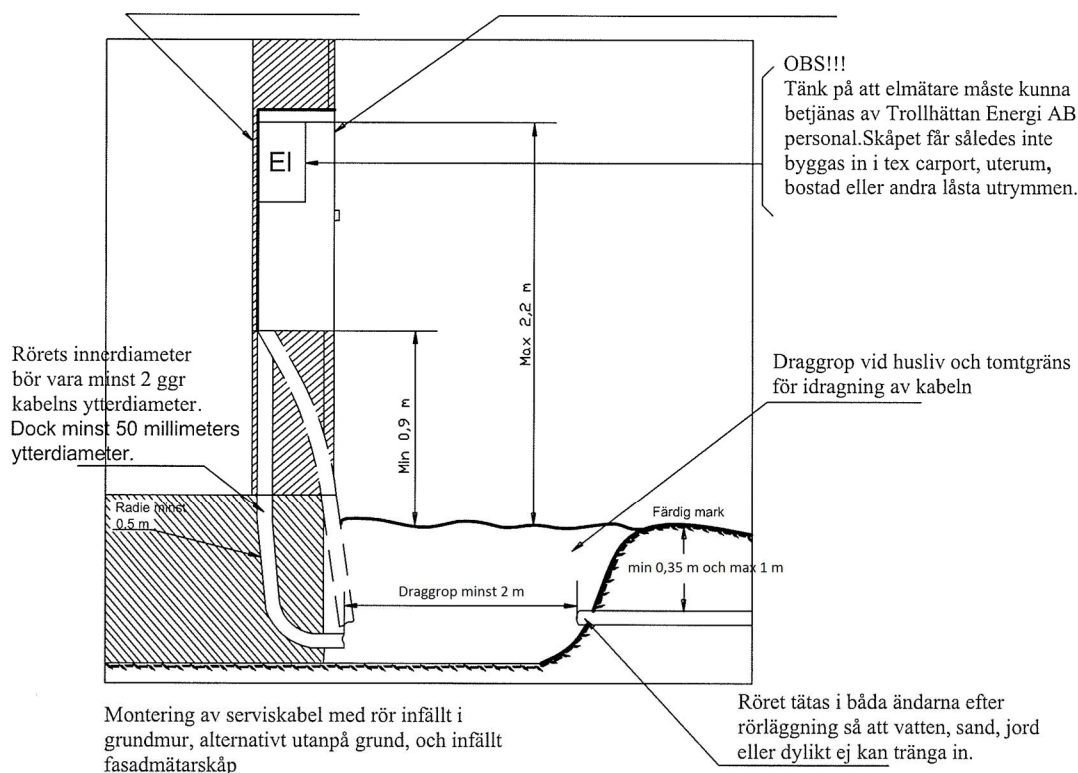 OBS!!!
Tänk på att elmätare måste kunna
betjänas av Trollhättan Energi AB
personal.Skåpet får således inte
byggas in i tex carport, uterum,
bostad eller andra låsta utrymmen.
El
Max 2,2 m
Min 0,9 m
Rörets innerdiameter
bör vara minst 2 ggr
kabelns ytterdiameter.
Dock minst 50 millimeters
ytterdiameter.
Draggrop vid husliv och tomtgräns
för idragning av kabeln
Radie minst
0.5 m
Färdig mark
min 0,35 m och max 1 m
Draggrop minst 2 m
Montering av serviskabel med rör infällt i
grundmur, alternativt utanpå grund, och infällt
fasadmätarskåp
Röret tätas i båda ändarna efter
rörläggning så att vatten, sand, jord
eller dylikt ej kan tränga in.